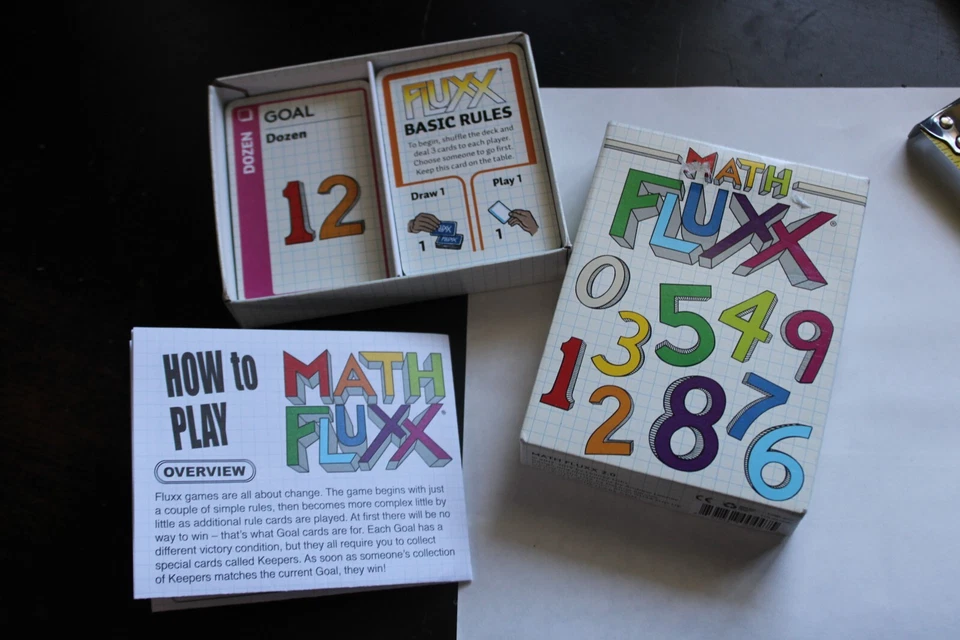 DOZEN
GOAL
Dozen
12
FLUXX
BASIC RULES
To begin, shuffle the deck and
deal 3 cards to each player.
Choose someone to go first.
Keep this card on the table.
Draw 1
1
Play 1
1
MATH
FLUXX®
0
5
4
9
3
1
2
8
7
6
CE
HOW to
PLAY
MATH
FLUXX®
OVERVIEW
Fluxx games are all about change. The game begins with just
a couple of simple rules, then becomes more complex little by
little as additional rule cards are played. At first there will be no
way to win – that's what Goal cards are for. Each Goal has a
different victory condition, but they all require you to collect
special cards called Keepers. As soon as someone's collection
of Keepers matches the current Goal, they win!